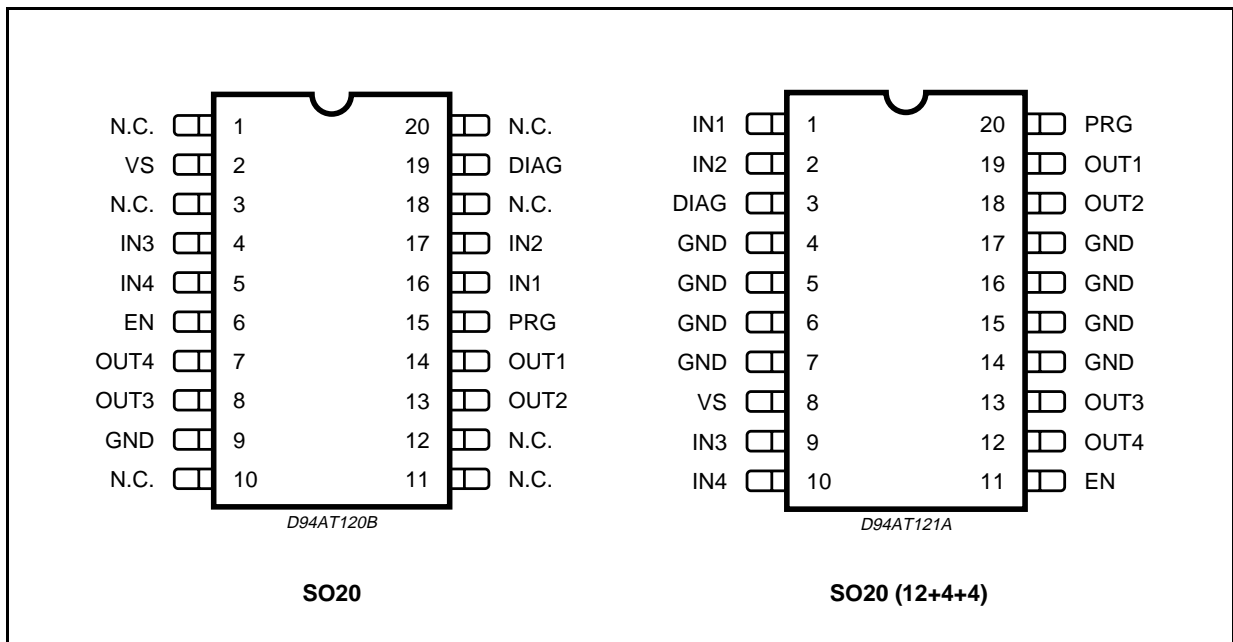 N.C. 1 20 N.C.
VS 2 19 DIAG
N.C. 3 18 N.C.
IN3 4 17 IN2
IN4 5 16 IN1
EN 6 15 PRG
OUT4 7 14 OUT1
OUT3 8 13 OUT2
GND 9 12 N.C.
N.C. 10 11 N.C.
D94AT120B
SO20
IN1 1 20 PRG
IN2 2 19 OUT1
DIAG 3 18 OUT2
GND 4 17 GND
GND 5 16 GND
GND 6 15 GND
GND 7 14 GND
VS 8 13 OUT3
IN3 9 12 OUT4
IN4 10 11 EN
D94AT121A
SO20 (12+4+4)